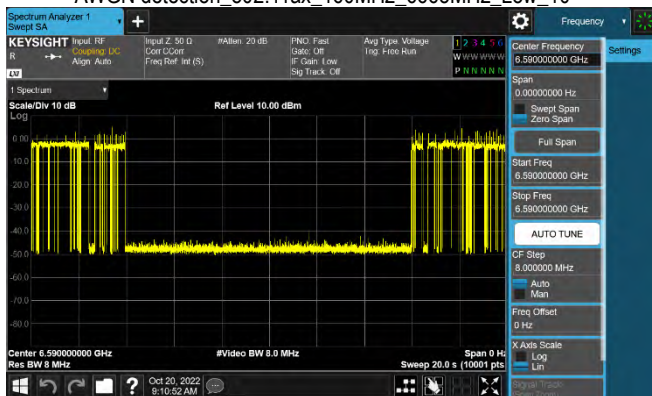 Spectrum Analyzer 1
Swept SA
+
Frequency
KEYSIGHT
Input: RF
Coupling: DC
Align: Auto
R
LXI
Input Z: 50 Ω
Corr CCorr
Freq Ref: Int (S)
#Atten: 20 dB
PNO: Fast
Gate: Off
IF Gain: Low
Sig Track: Off
Avg Type: Voltage
Trig: Free Run
1 2 3 4 5 6
W W W W W W
P N N N N N
Center Frequency
6.590000000 GHz
Settings
Span
0.00000000 Hz
Swept Span
Zero Span
Full Span
Start Freq
6.590000000 GHz
Stop Freq
6.590000000 GHz
AUTO TUNE
CF Step
8.000000 MHz
Auto
Man
Freq Offset
0 Hz
X Axis Scale
Log
Lin
1 Spectrum
Scale/Div 10 dB
Ref Level 10.00 dBm
Log
0.00
-10.0
-20.0
-30.0
-40.0
-50.0
-60.0
-70.0
-80.0
Center 6.590000000 GHz
#Video BW 8.0 MHz
Span 0 Hz
Res BW 8 MHz
Sweep 20.0 s (10001 pts
?
Oct 20, 2022
9:10:52 AM